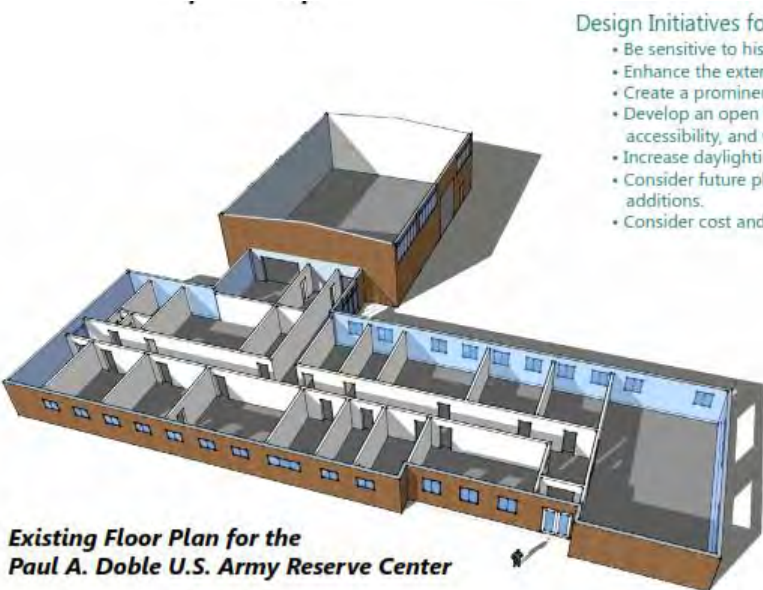 Design Initiatives fo
• Be sensitive to his
• Enhance the exter
• Create a prominer
• Develop an open
accessibility, and
• Increase daylighti
• Consider future pl
additions.
• Consider cost and
Existing Floor Plan for the
Paul A. Doble U.S. Army Reserve Center